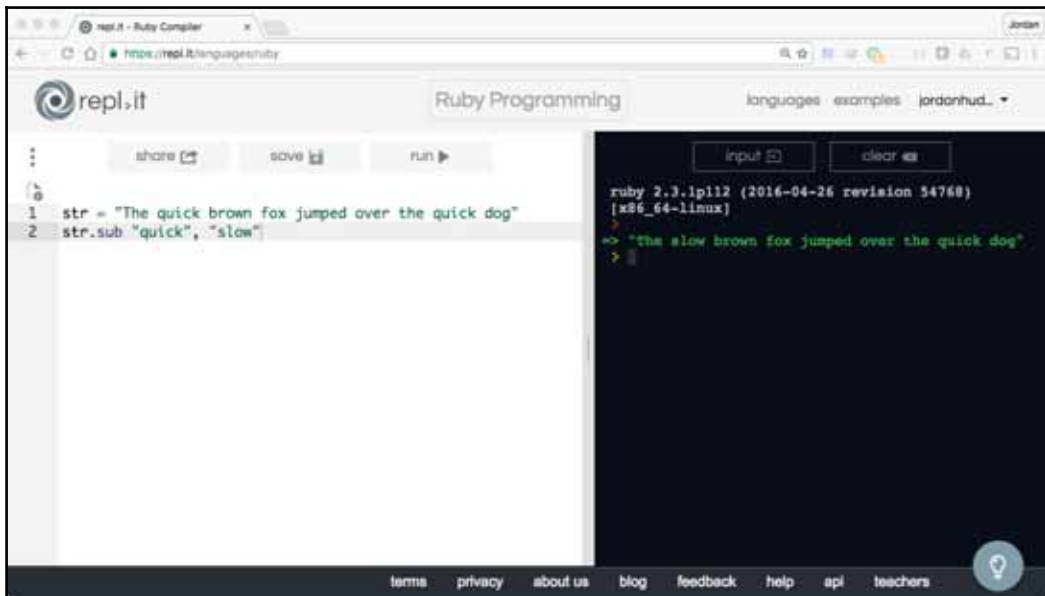 repl.it - Ruby Compiler
Jordan
https://repl.it/languages/ruby
repl.it
Ruby Programming
languages examples jordanhud...
share save run
input clear
1 str = "The quick brown fox jumped over the quick dog"
2 str.sub "quick", "slow"
ruby 2.3.1p112 (2016-04-26 revision 54768)
[x86_64-linux]
=> "The slow brown fox jumped over the quick dog"
>
terms privacy about us blog feedback help api teachers